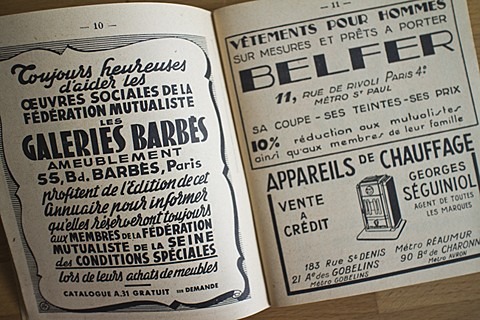 - 10 -
Toujours heureuses
d'aider les
ŒUVRES SOCIALES DE LA
FÉDÉRATION MUTUALISTE
LES
GALERIES BARBÈS
AMEUBLEMENT
55, Bd. BARBÈS, Paris
profitent de l'Edition de cet
Annuaire pour informer
qu'elles réserveront toujours
AUX MEMBRES DE LA FÉDÉRATION
MUTUALISTE DE LA SEINE
des CONDITIONS SPÉCIALES
lors de leurs achats de meubles
CATALOGUE A.31 GRATUIT SUR DEMANDE
- 11 -
VÊTEMENTS POUR HOMMES
SUR MESURES ET PRÊTS A PORTER
BELFER
11, RUE DE RIVOLI PARIS 4e
MÉTRO ST PAUL
SA COUPE - SES TEINTES - SES PRIX
10% réduction aux mutualistes
ainsi qu'aux membres de leur famille
APPAREILS DE CHAUFFAGE
VENTE
A
CRÉDIT
GEORGES
SÉGUINIOL
AGENT DE TOUTES
LES MARQUES
183 RUE ST DENIS Métro RÉAUMUR
21 Ae des GOBELINS 90 Bd de CHARONNE
Métro GOBELINS Métro AVRON